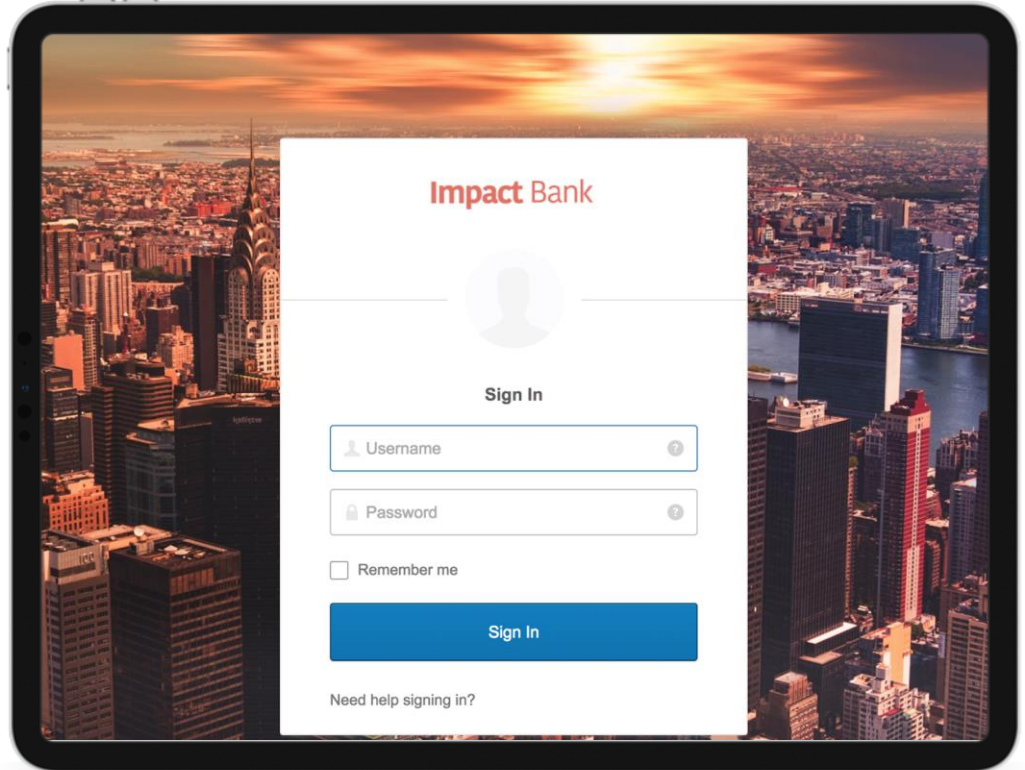 Impact Bank
Sign In
Username
Password
Remember me
Sign In
Need help signing in?